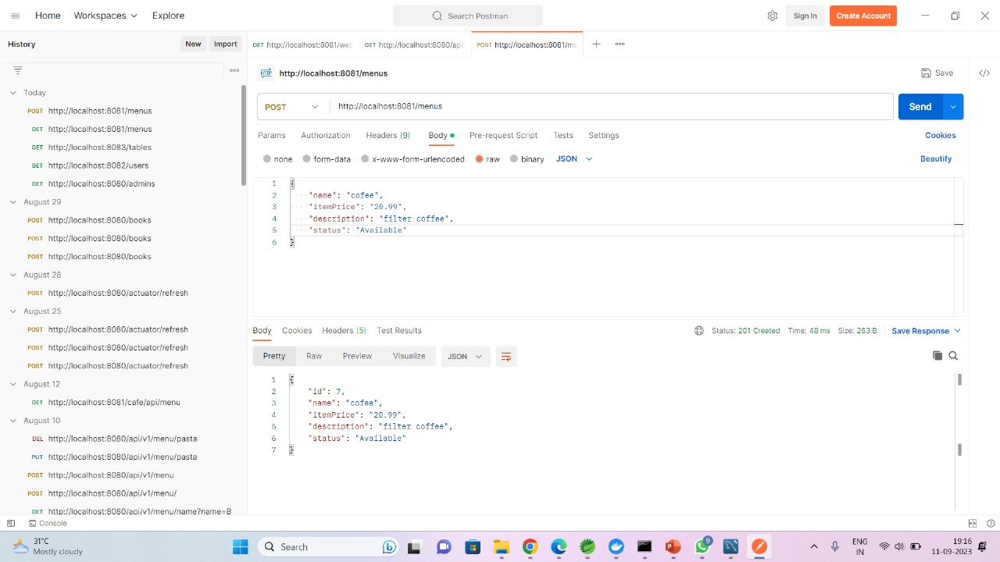 Home Workspaces Explore Search Postman Sign In Create Account
History New Import GET http://localhost:8081/we GET http://localhost:8080/api/ POST http://localhost:8081/me
HTTP http://localhost:8081/menus Save </>
Today
POST http://localhost:8081/menus
GET http://localhost:8081/menus
GET http://localhost:8083/tables
GET http://localhost:8082/users
GET http://localhost:8080/admins
August 29
POST http://localhost:8080/books
POST http://localhost:8080/books
POST http://localhost:8080/books
August 26
POST http://localhost:8080/actuator/refresh
August 25
POST http://localhost:8080/actuator/refresh
POST http://localhost:8080/actuator/refresh
POST http://localhost:8080/actuator/refresh
August 12
GET http://localhost:8081/cafe/api/menu
August 10
DEL http://localhost:8080/api/v1/menu/pasta
PUT http://localhost:8080/api/v1/menu/pasta
POST http://localhost:8080/api/v1/menu
POST http://localhost:8080/api/v1/menu/
GET http://localhost:8080/api/v1/menu/name?name=B
POST http://localhost:8081/menus Send
Params Authorization Headers (9) Body Pre-request Script Tests Settings Cookies
none form-data x-www-form-urlencoded raw binary JSON Beautify
1 {
2 "name": "cofee",
3 "itemPrice": "20.99",
4 "description": "filter coffee",
5 "status": "Available"
6 }
Body Cookies Headers (5) Test Results Status: 201 Created Time: 48 ms Size: 263 B Save Response
Pretty Raw Preview Visualize JSON
1 {
2 "id": 7,
3 "name": "cofee",
4 "itemPrice": "20.99",
5 "description": "filter coffee",
6 "status": "Available"
7 }
Console
31°C
Mostly cloudy
Search
9
ENG
IN
19:16
11-09-2023